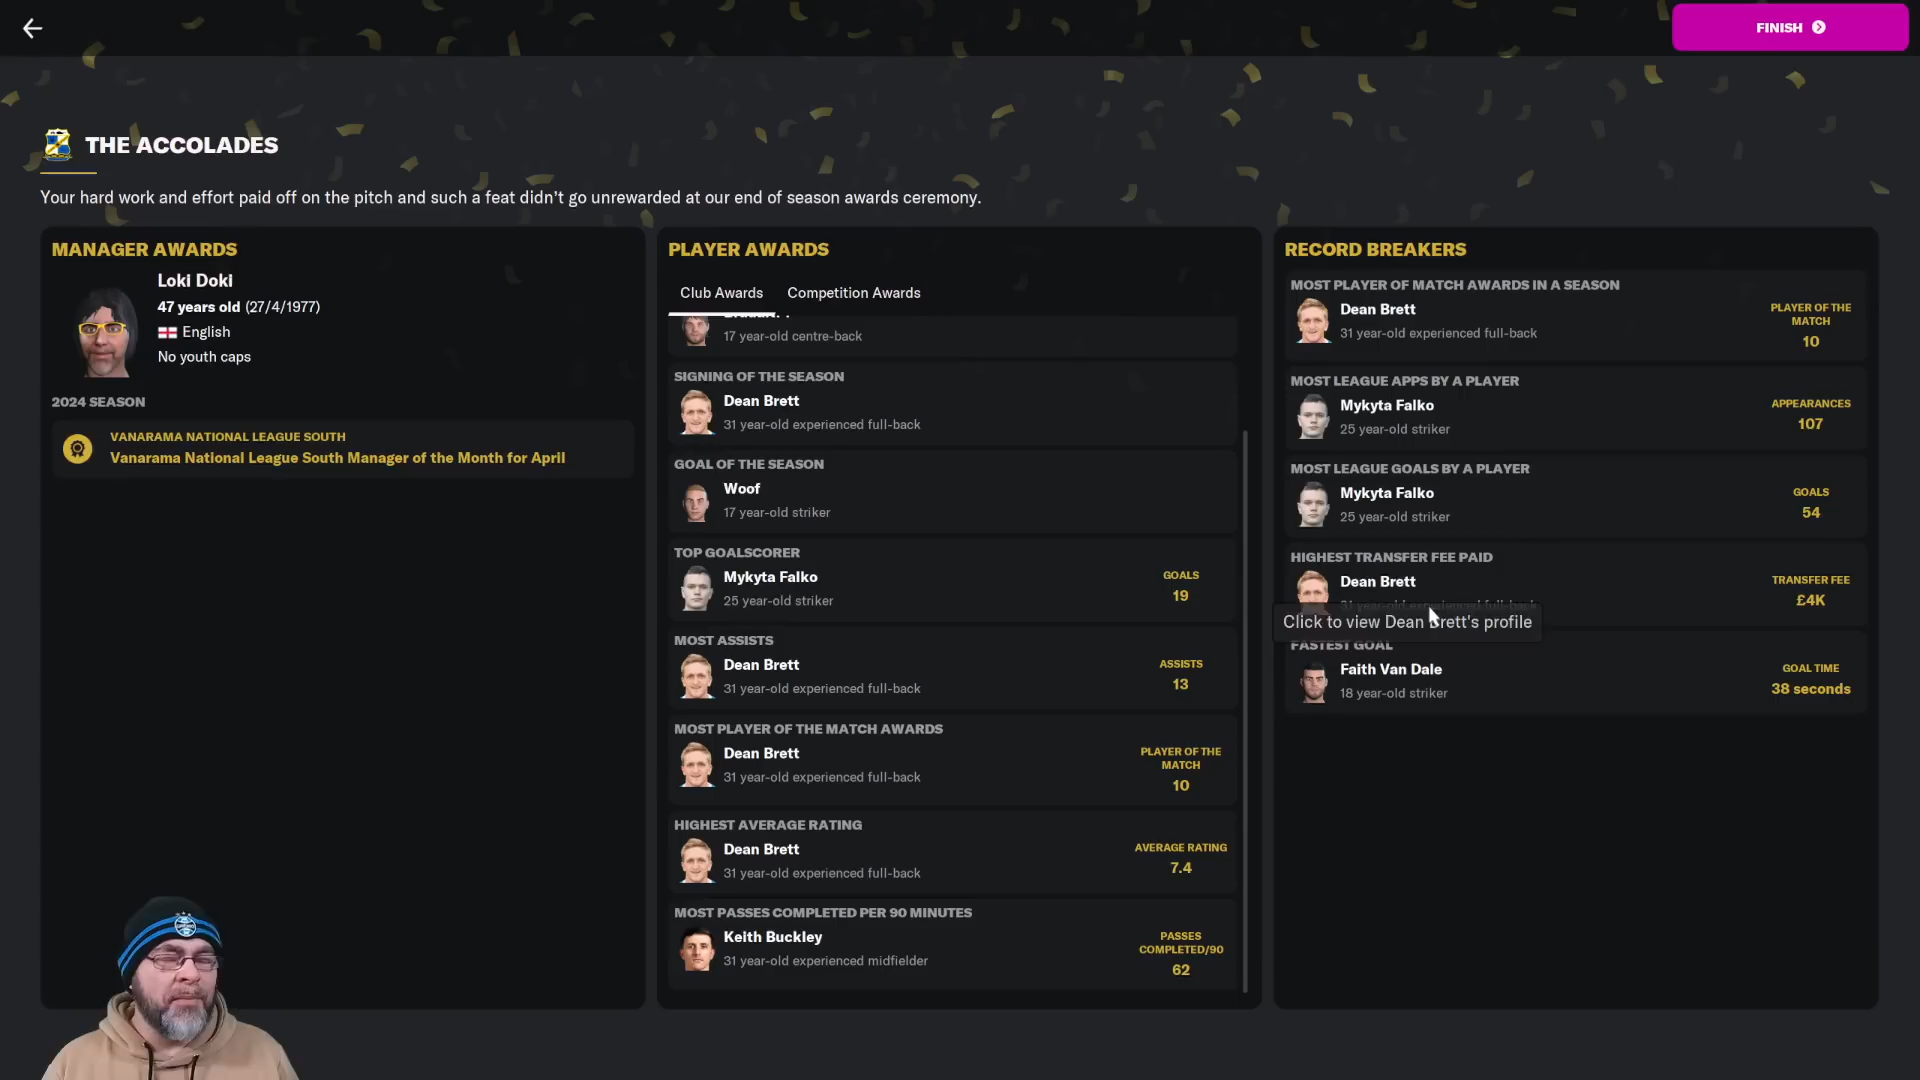 FINISH
THE ACCOLADES
Your hard work and effort paid off on the pitch and such a feat didn't go unrewarded at our end of season awards ceremony.
MANAGER AWARDS
Loki Doki
47 years old (27/4/1977)
English
No youth caps
2024 SEASON
VANARAMA NATIONAL LEAGUE SOUTH
Vanarama National League South Manager of the Month for April
PLAYER AWARDS
Club Awards Competition Awards
17 year-old centre-back
SIGNING OF THE SEASON
Dean Brett
31 year-old experienced full-back
GOAL OF THE SEASON
Woof
17 year-old striker
TOP GOALSCORER
Mykyta Falko
25 year-old striker
GOALS
19
MOST ASSISTS
Dean Brett
31 year-old experienced full-back
ASSISTS
13
MOST PLAYER OF THE MATCH AWARDS
Dean Brett
31 year-old experienced full-back
PLAYER OF THE
MATCH
10
HIGHEST AVERAGE RATING
Dean Brett
31 year-old experienced full-back
AVERAGE RATING
7.4
MOST PASSES COMPLETED PER 90 MINUTES
Keith Buckley
31 year-old experienced midfielder
PASSES
COMPLETED/90
62
RECORD BREAKERS
MOST PLAYER OF MATCH AWARDS IN A SEASON
Dean Brett
31 year-old experienced full-back
PLAYER OF THE
MATCH
10
MOST LEAGUE APPS BY A PLAYER
Mykyta Falko
25 year-old striker
APPEARANCES
107
MOST LEAGUE GOALS BY A PLAYER
Mykyta Falko
25 year-old striker
GOALS
54
HIGHEST TRANSFER FEE PAID
Dean Brett
31 year-old experienced full-back
TRANSFER FEE
£4K
Click to view Dean Brett's profile
FASTEST GOAL
Faith Van Dale
18 year-old striker
GOAL TIME
38 seconds